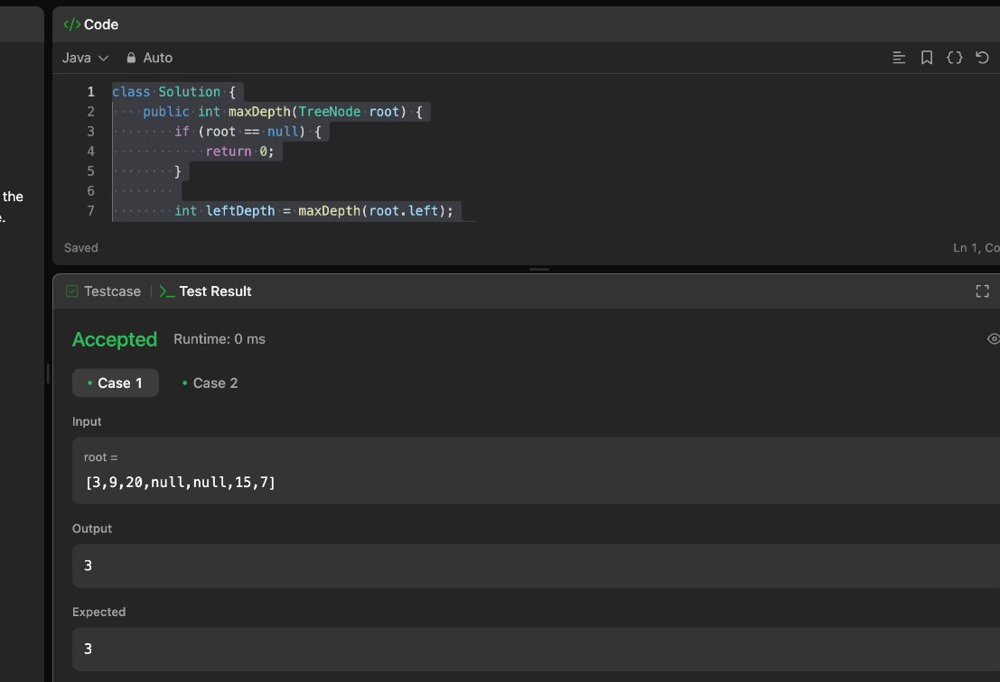 the
e.
</> Code
Java Auto
1 class Solution {
2 public int maxDepth(TreeNode root) {
3 if (root == null) {
4 return 0;
5 }
6
7 int leftDepth = maxDepth(root.left);
Saved Ln 1, Co
Testcase | >_ Test Result
Accepted Runtime: 0 ms
• Case 1 • Case 2
Input
root =
[3,9,20,null,null,15,7]
Output
3
Expected
3